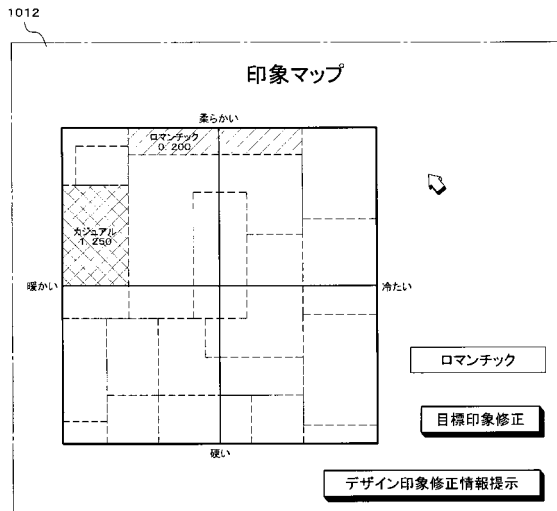 1012
印象マップ
柔らかい
ロマンチック
0. 200
カジュアル
1. 250
暖かい
冷たい
ロマンチック
目標印象修正
硬い
デザイン印象修正情報提示